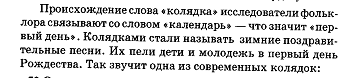 Происхождение слова «колядка» исследователи фольк-
лора связывают со словом «календарь» — что значит «пер-
вый день». Колядками стали называть зимние поздрави-
тельные песни. Их пели дети и молодежь в первый день
Рождества. Так звучит одна из современных колядок: